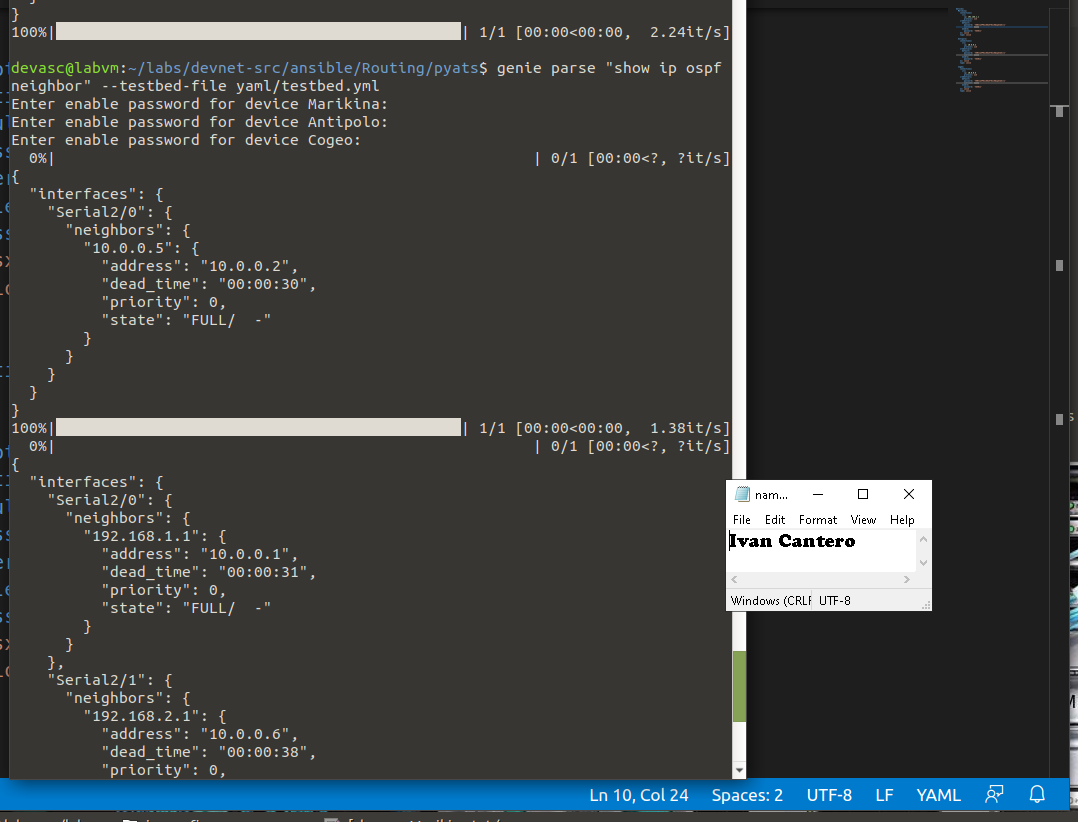 }
100%|| 1/1 [00:00<00:00,  2.24it/s]
devasc@labvm:~/labs/devnet-src/ansible/Routing/pyats$ genie parse "show ip ospf
neighbor" --testbed-file yaml/testbed.yml
Enter enable password for device Marikina:
Enter enable password for device Antipolo:
Enter enable password for device Cogeo:
  0%|                                                      | 0/1 [00:00<?, ?it/s]
{
  "interfaces": {
    "Serial2/0": {
      "neighbors": {
        "10.0.0.5": {
          "address": "10.0.0.2",
          "dead_time": "00:00:30",
          "priority": 0,
          "state": "FULL/  -"
        }
      }
    }
  }
}
100%|| 1/1 [00:00<00:00,  1.38it/s]
  0%|                                                      | 0/1 [00:00<?, ?it/s]
{
  "interfaces": {
    "Serial2/0": {
      "neighbors": {
        "192.168.1.1": {
          "address": "10.0.0.1",
          "dead_time": "00:00:31",
          "priority": 0,
          "state": "FULL/  -"
        }
      }
    },
    "Serial2/1": {
      "neighbors": {
        "192.168.2.1": {
          "address": "10.0.0.6",
          "dead_time": "00:00:38",
          "priority": 0,
nam...
File Edit Format View Help
Ivan Cantero
Windows (CRLF UTF-8
Ln 10, Col 24 Spaces: 2 UTF-8 LF YAML